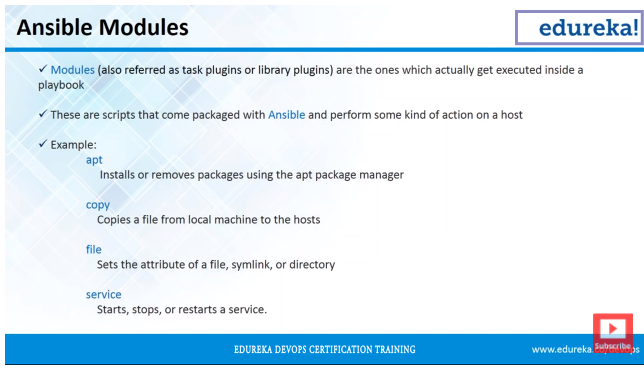 Ansible Modules
edureka!
✓ Modules (also referred as task plugins or library plugins) are the ones which actually get executed inside a
playbook
✓ These are scripts that come packaged with Ansible and perform some kind of action on a host
✓ Example:
apt
Installs or removes packages using the apt package manager
copy
Copies a file from local machine to the hosts
file
Sets the attribute of a file, symlink, or directory
service
Starts, stops, or restarts a service.
EDUREKA DEVOPS CERTIFICATION TRAINING
www.edureka
Subscribe